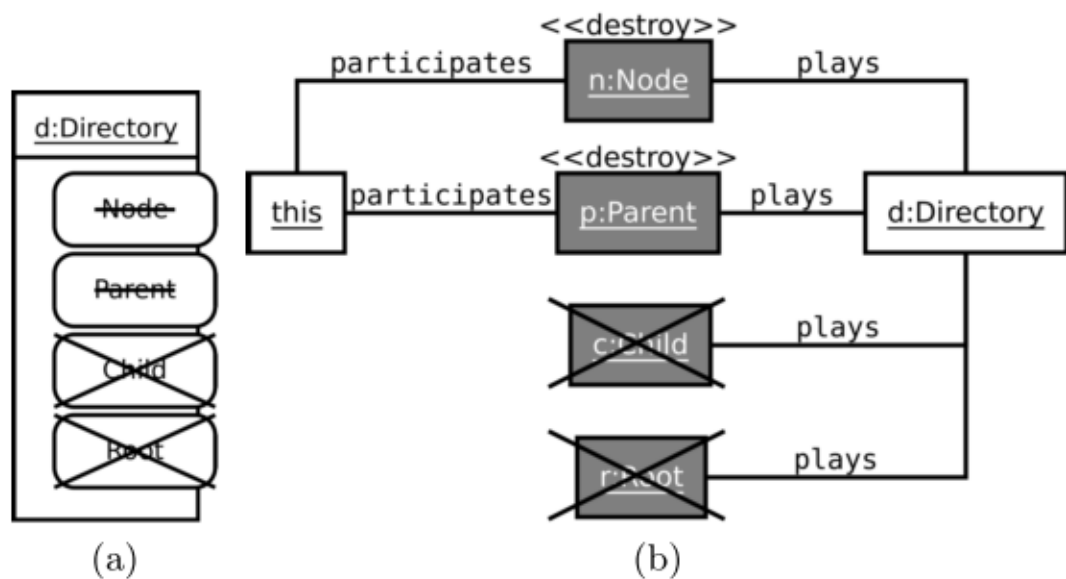 d:Directory
Node
Parent
Child
Root
(a)
<<destroy>>
participates
n:Node
plays
<<destroy>>
this
participates
p:Parent
plays
d:Directory
c:Child
plays
r:Root
plays
(b)